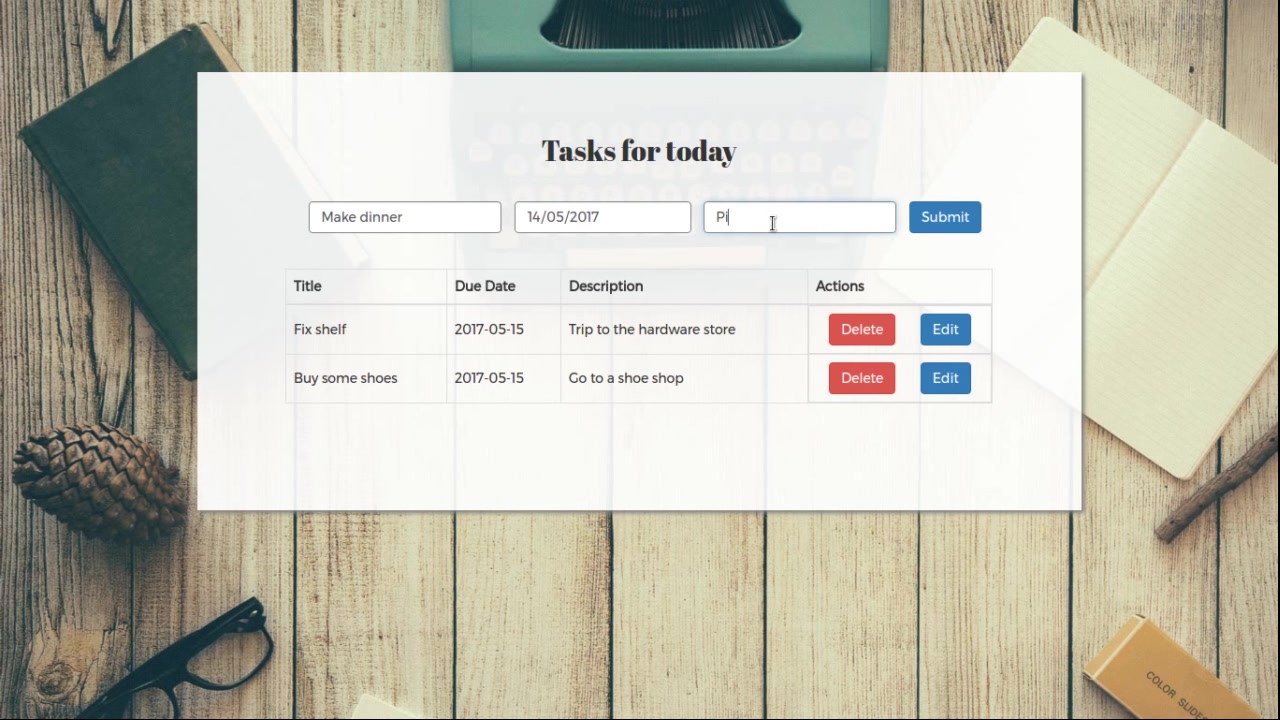 Tasks for today
Make dinner 14/05/2017 Pi Submit
Title Due Date Description Actions
Fix shelf 2017-05-15 Trip to the hardware store Delete Edit
Buy some shoes 2017-05-15 Go to a shoe shop Delete Edit
COLOR SLIDES